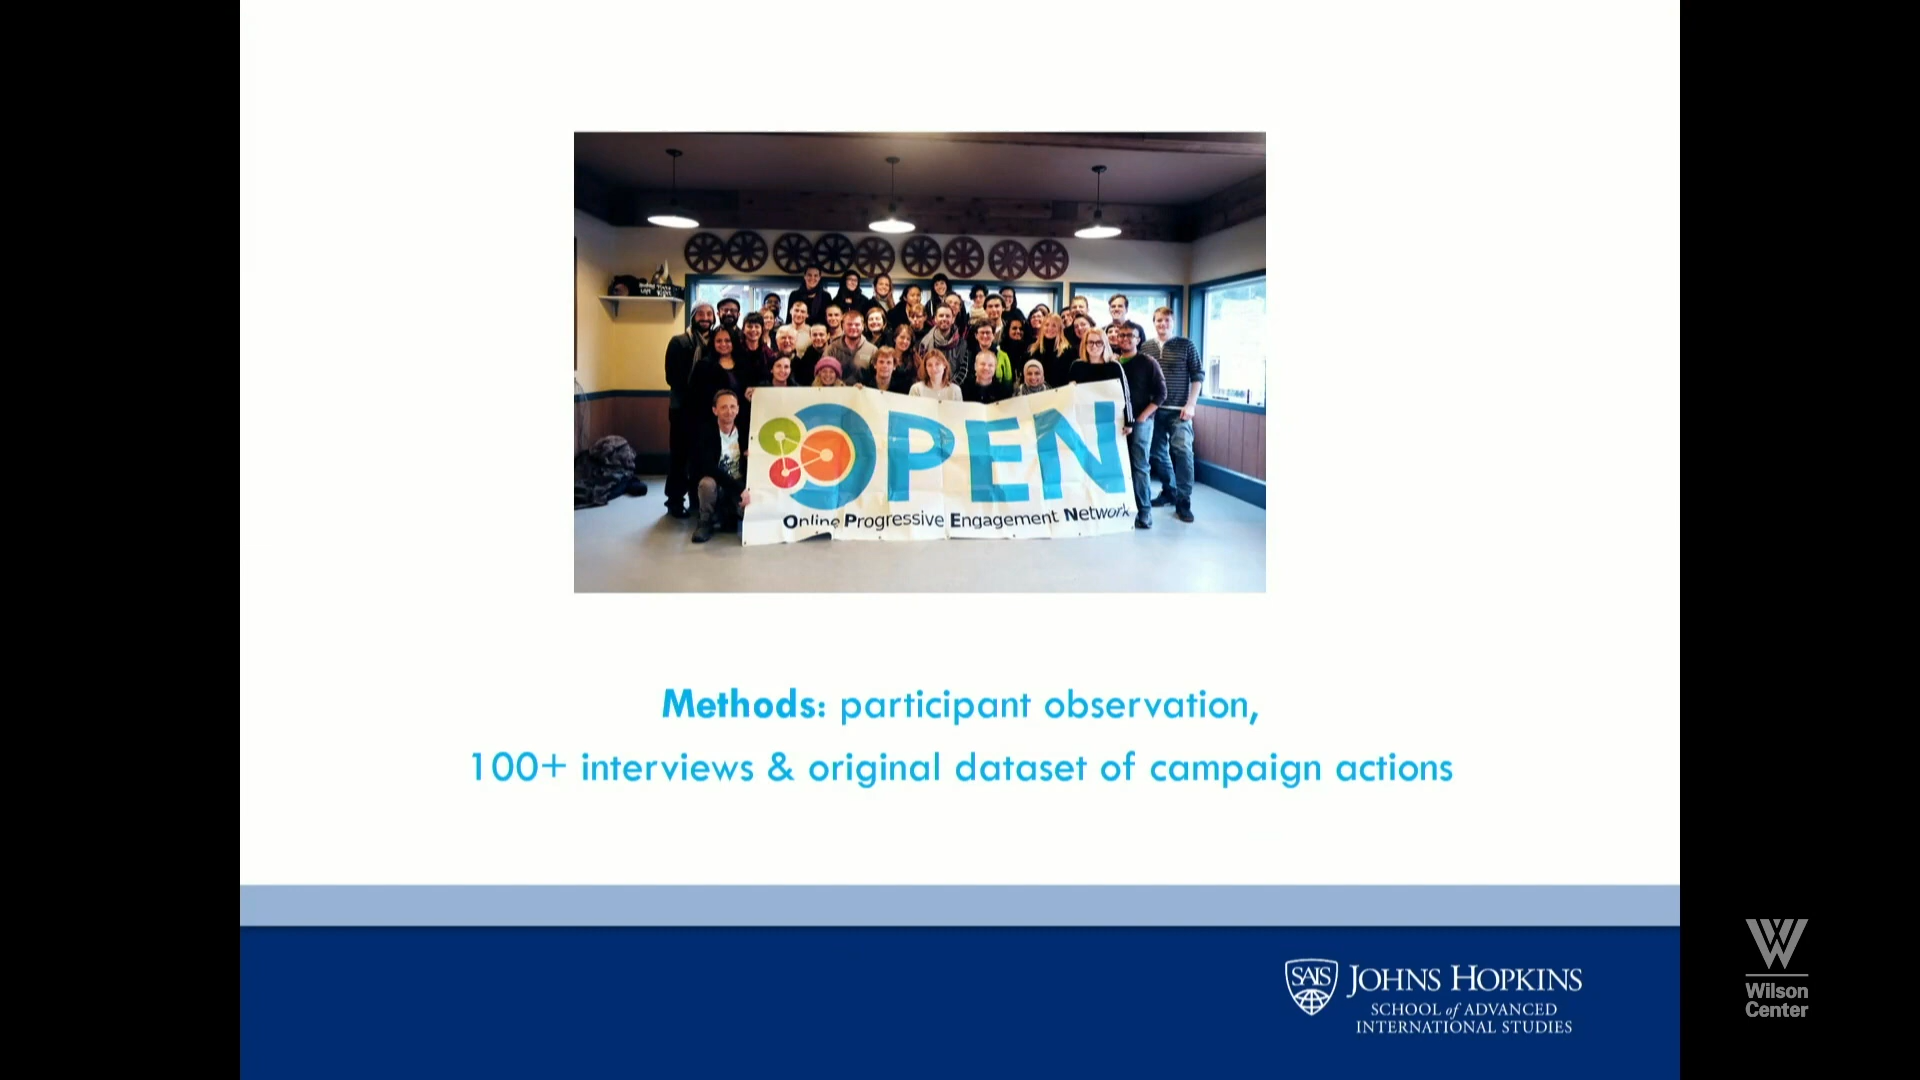 OPEN
Online Progressive Engagement Network
Methods: participant observation,
100+ interviews & original dataset of campaign actions
SAIS
JOHNS HOPKINS
SCHOOL of ADVANCED
INTERNATIONAL STUDIES
W
Wilson
Center